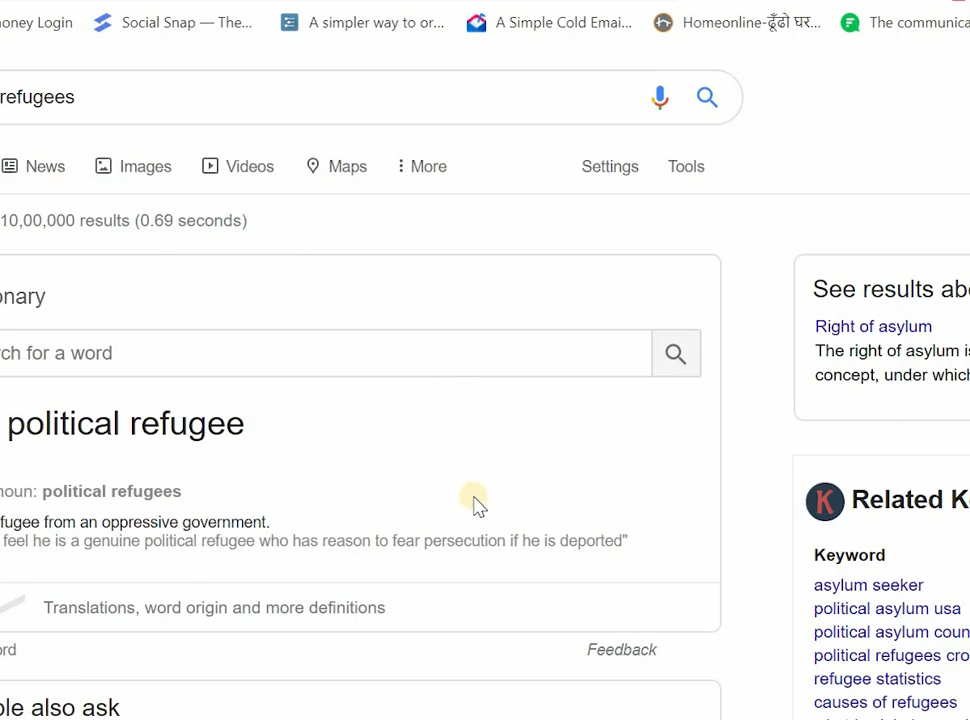 oney Login Social Snap — The... A simpler way to or... A Simple Cold Emai... Homeonline-ढूँढो घर... The communica
refugees
News Images Videos Maps More Settings Tools
10,00,000 results (0.69 seconds)
onary
ch for a word
political refugee
noun: political refugees
fugee from an oppressive government.
feel he is a genuine political refugee who has reason to fear persecution if he is deported"
Translations, word origin and more definitions
ord
Feedback
ple also ask
See results abo
Right of asylum
The right of asylum i
concept, under which
K Related K
Keyword
asylum seeker
political asylum usa
political asylum coun
political refugees cro
refugee statistics
causes of refugees